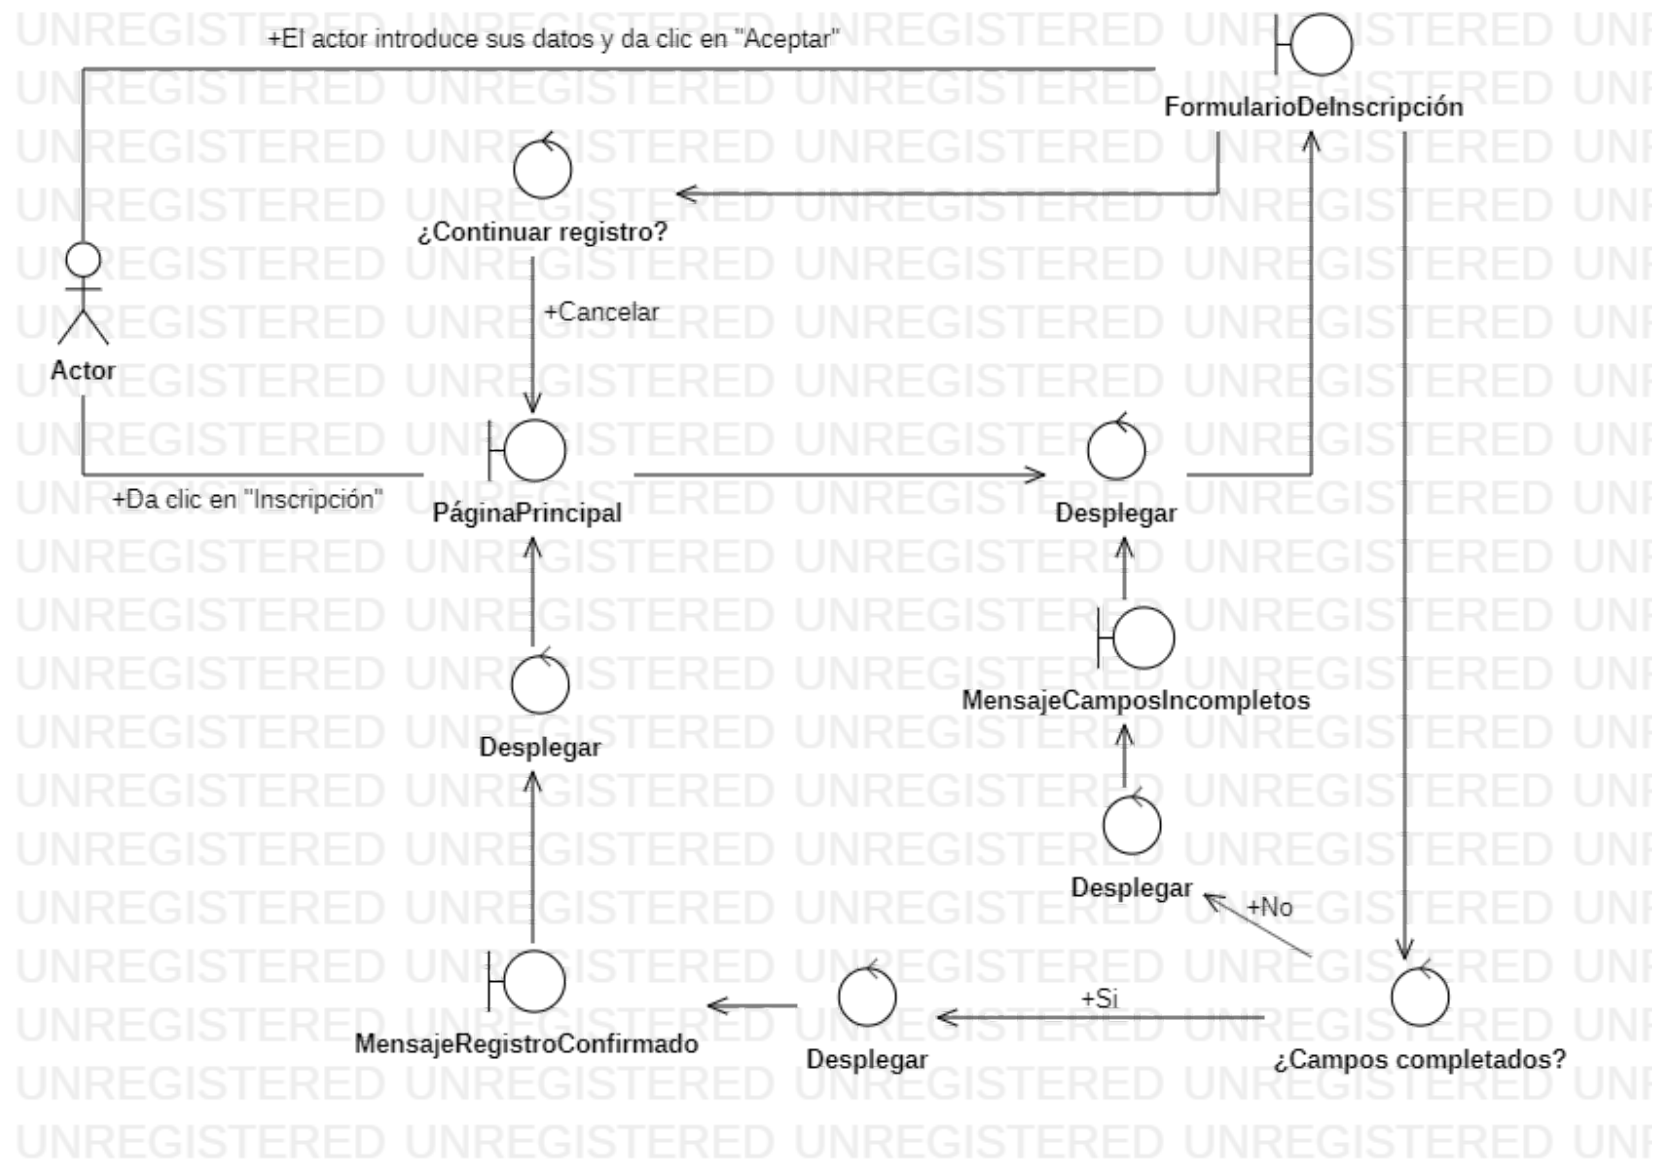 +El actor introduce sus datos y da clic en "Aceptar"
FormularioDeInscripción
¿Continuar registro?
+Cancelar
Actor
+Da clic en "Inscripción"
PáginaPrincipal
Desplegar
MensajeCamposIncompletos
Desplegar
Desplegar
+No
+Si
MensajeRegistroConfirmado
Desplegar
¿Campos completados?
UNREGISTERED UNREGISTERED UNREGISTERED UNREGISTERED